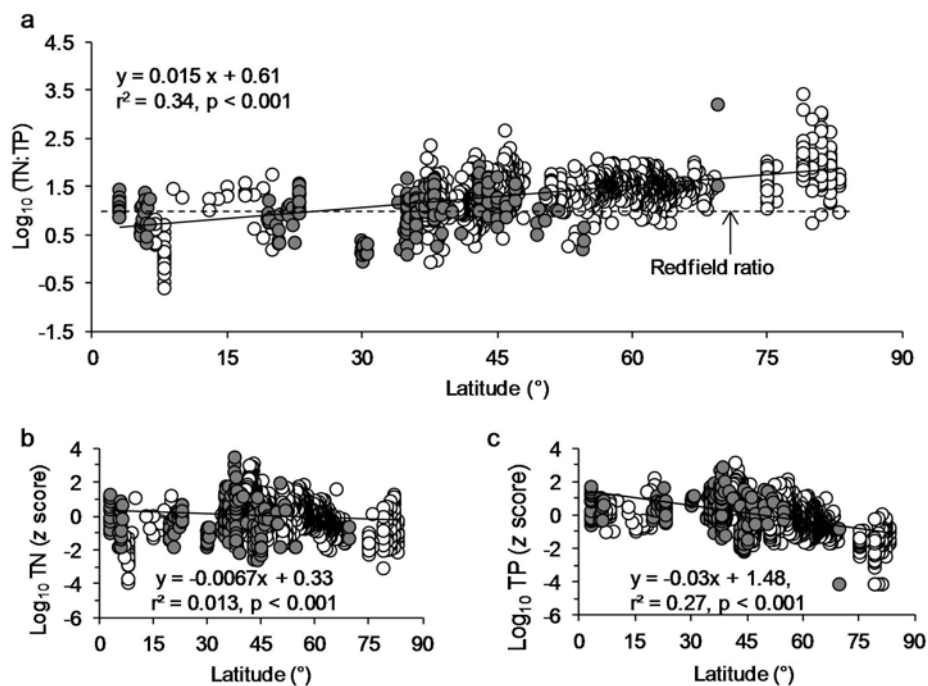 a
4.5
3.5
2.5
1.5
0.5
-0.5
-1.5
Log₁₀ (TN:TP)
y = 0.015 x + 0.61
r² = 0.34, p < 0.001
Redfield ratio
0 15 30 45 60 75 90
Latitude (°)
b
4
2
0
-2
-4
-6
Log₁₀ TN (z score)
y = -0.0067x + 0.33
r² = 0.013, p < 0.001
0 15 30 45 60 75 90
Latitude (°)
c
4
2
0
-2
-4
-6
Log₁₀ TP (z score)
y = -0.03x + 1.48,
r² = 0.27, p < 0.001
0 15 30 45 60 75 90
Latitude (°)